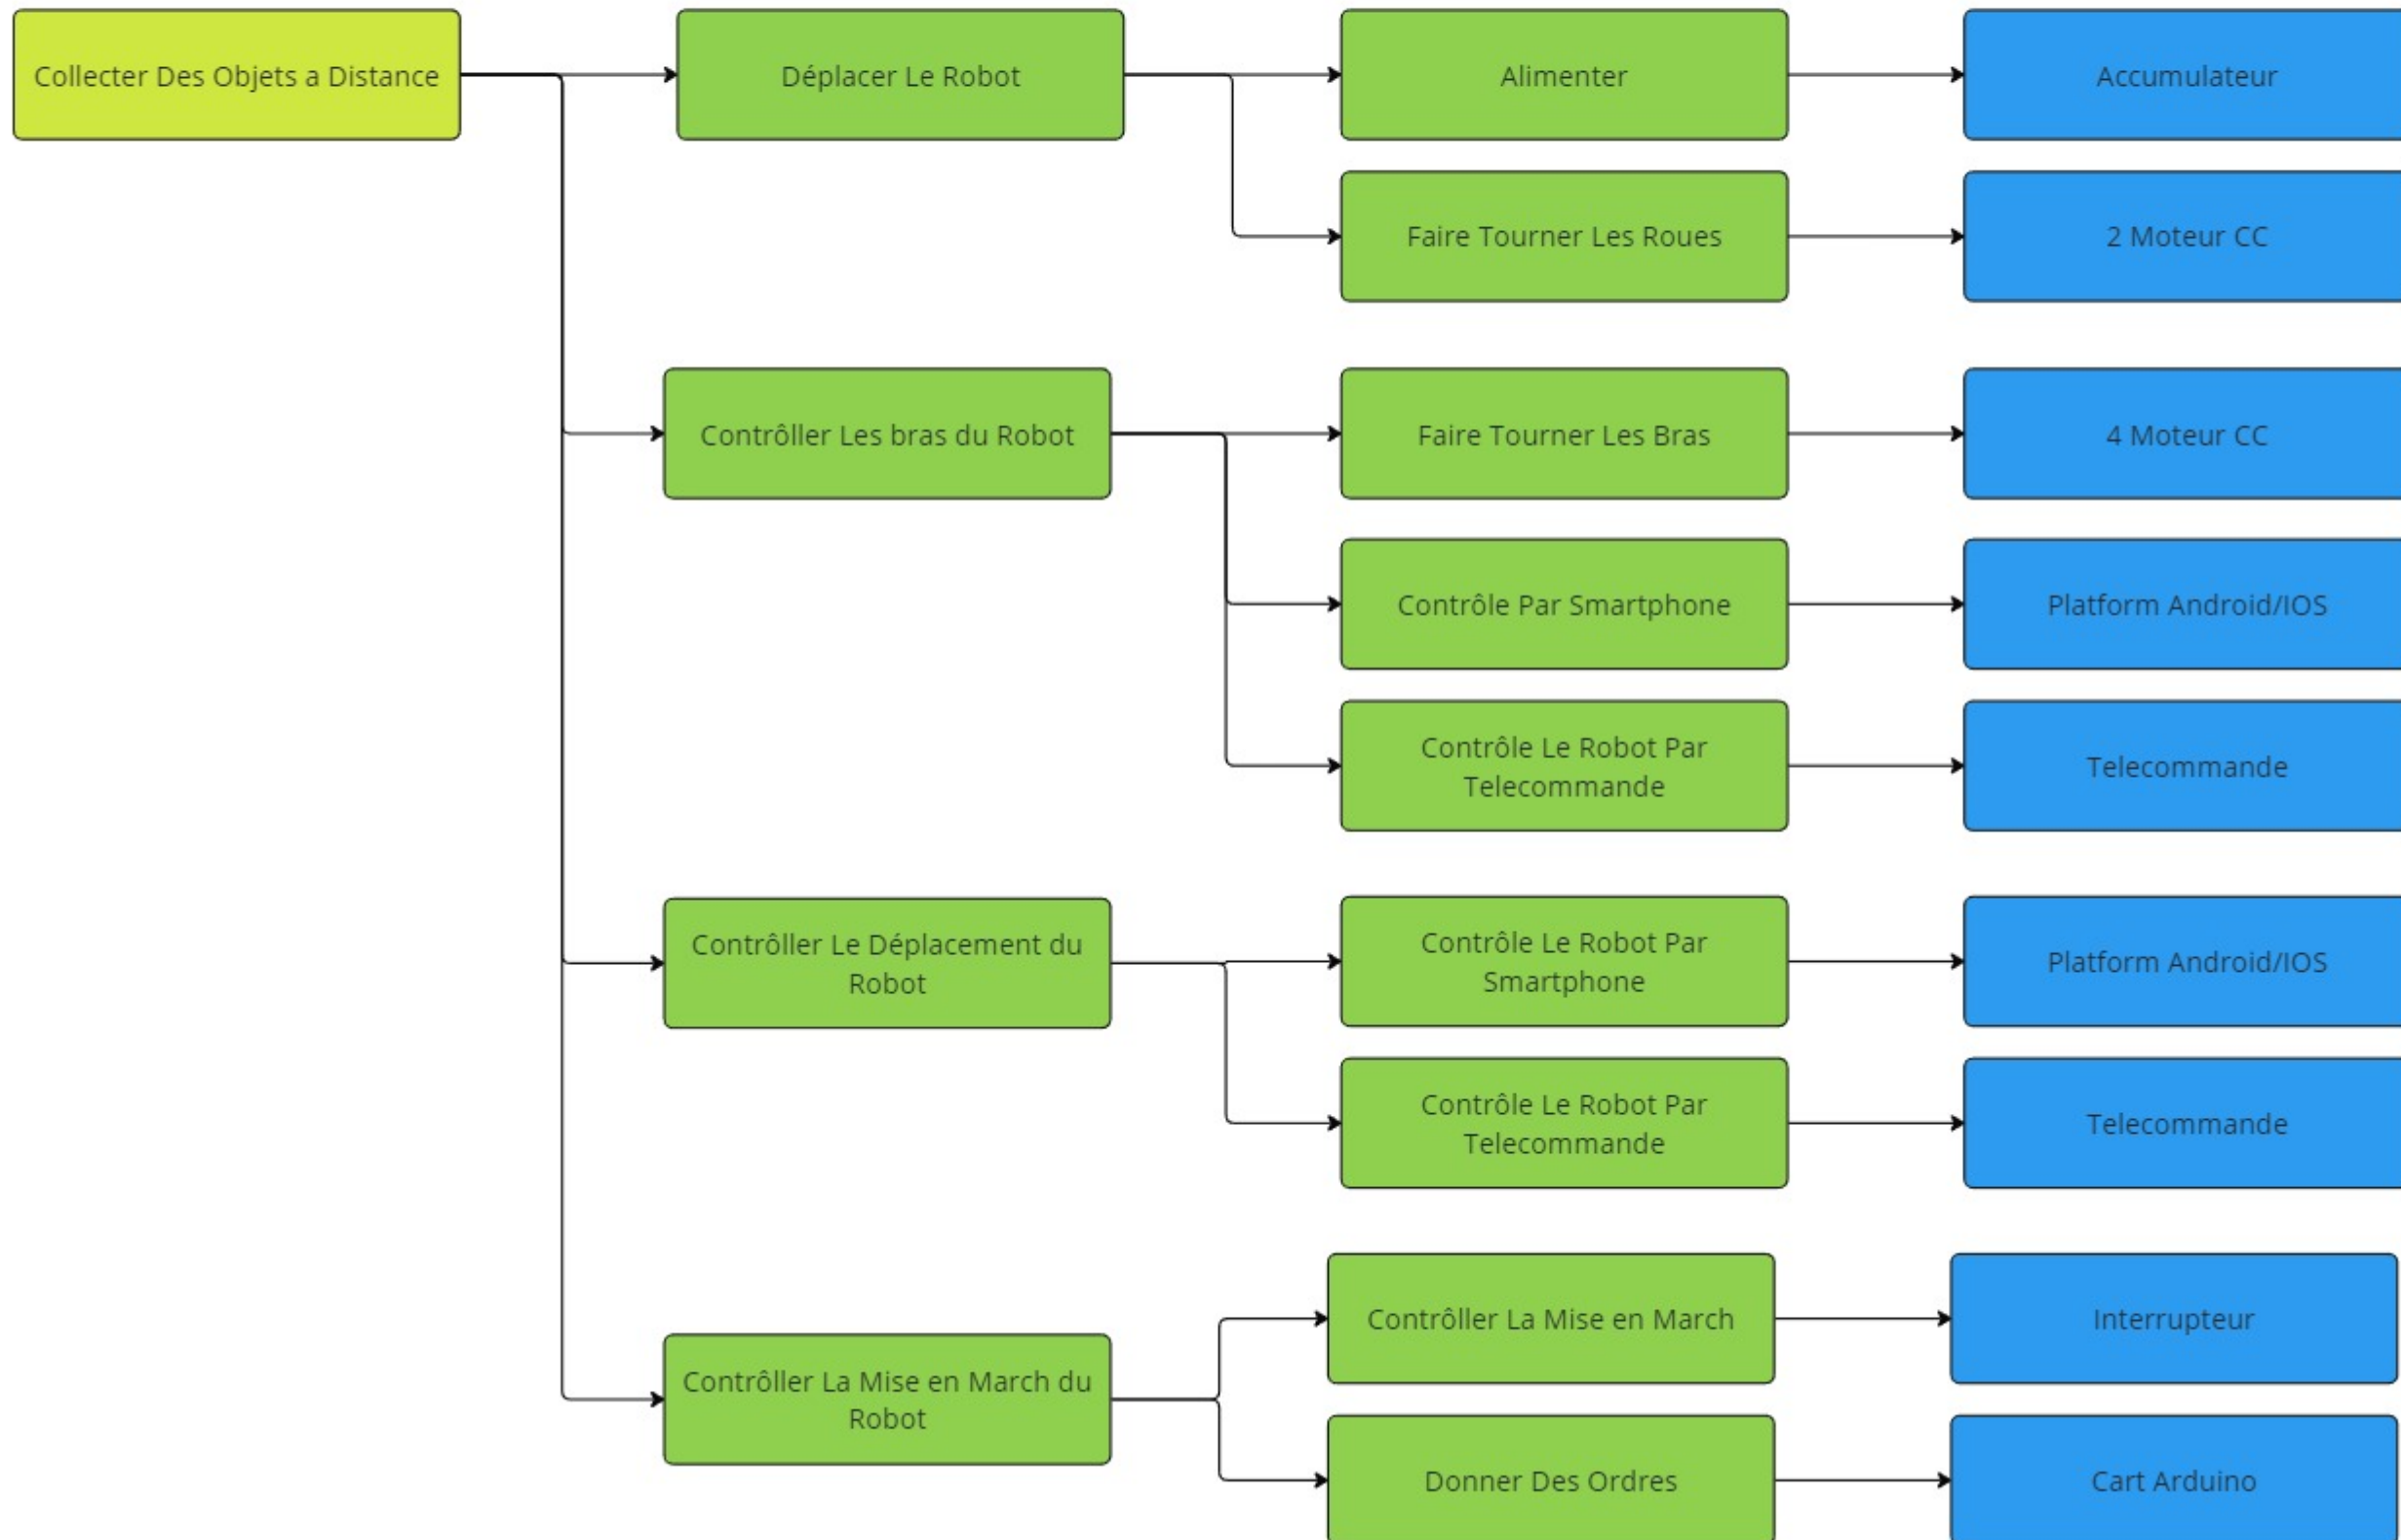 Collecter Des Objets a Distance
Déplacer Le Robot
Alimenter
Accumulateur
Faire Tourner Les Roues
2 Moteur CC
Contrôller Les bras du Robot
Faire Tourner Les Bras
4 Moteur CC
Contrôle Par Smartphone
Platform Android/IOS
Contrôle Le Robot Par
Telecommande
Telecommande
Contrôller Le Déplacement du
Robot
Contrôle Le Robot Par
Smartphone
Platform Android/IOS
Contrôle Le Robot Par
Telecommande
Telecommande
Contrôller La Mise en March du
Robot
Contrôller La Mise en March
Interrupteur
Donner Des Ordres
Cart Arduino